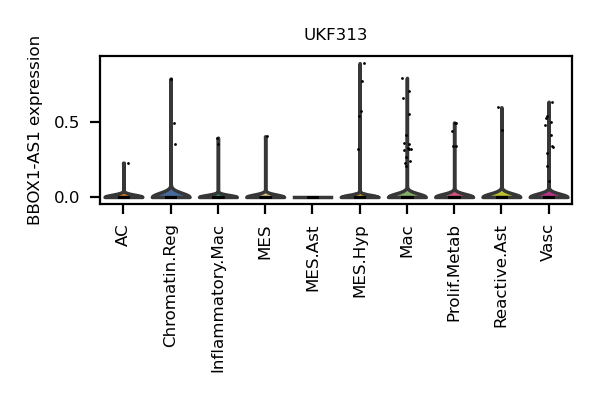 UKF313
BBOX1-AS1 expression
0.5
0.0
AC
Chromatin.Reg
Inflammatory.Mac
MES
MES.Ast
MES.Hyp
Mac
Prolif.Metab
Reactive.Ast
Vasc